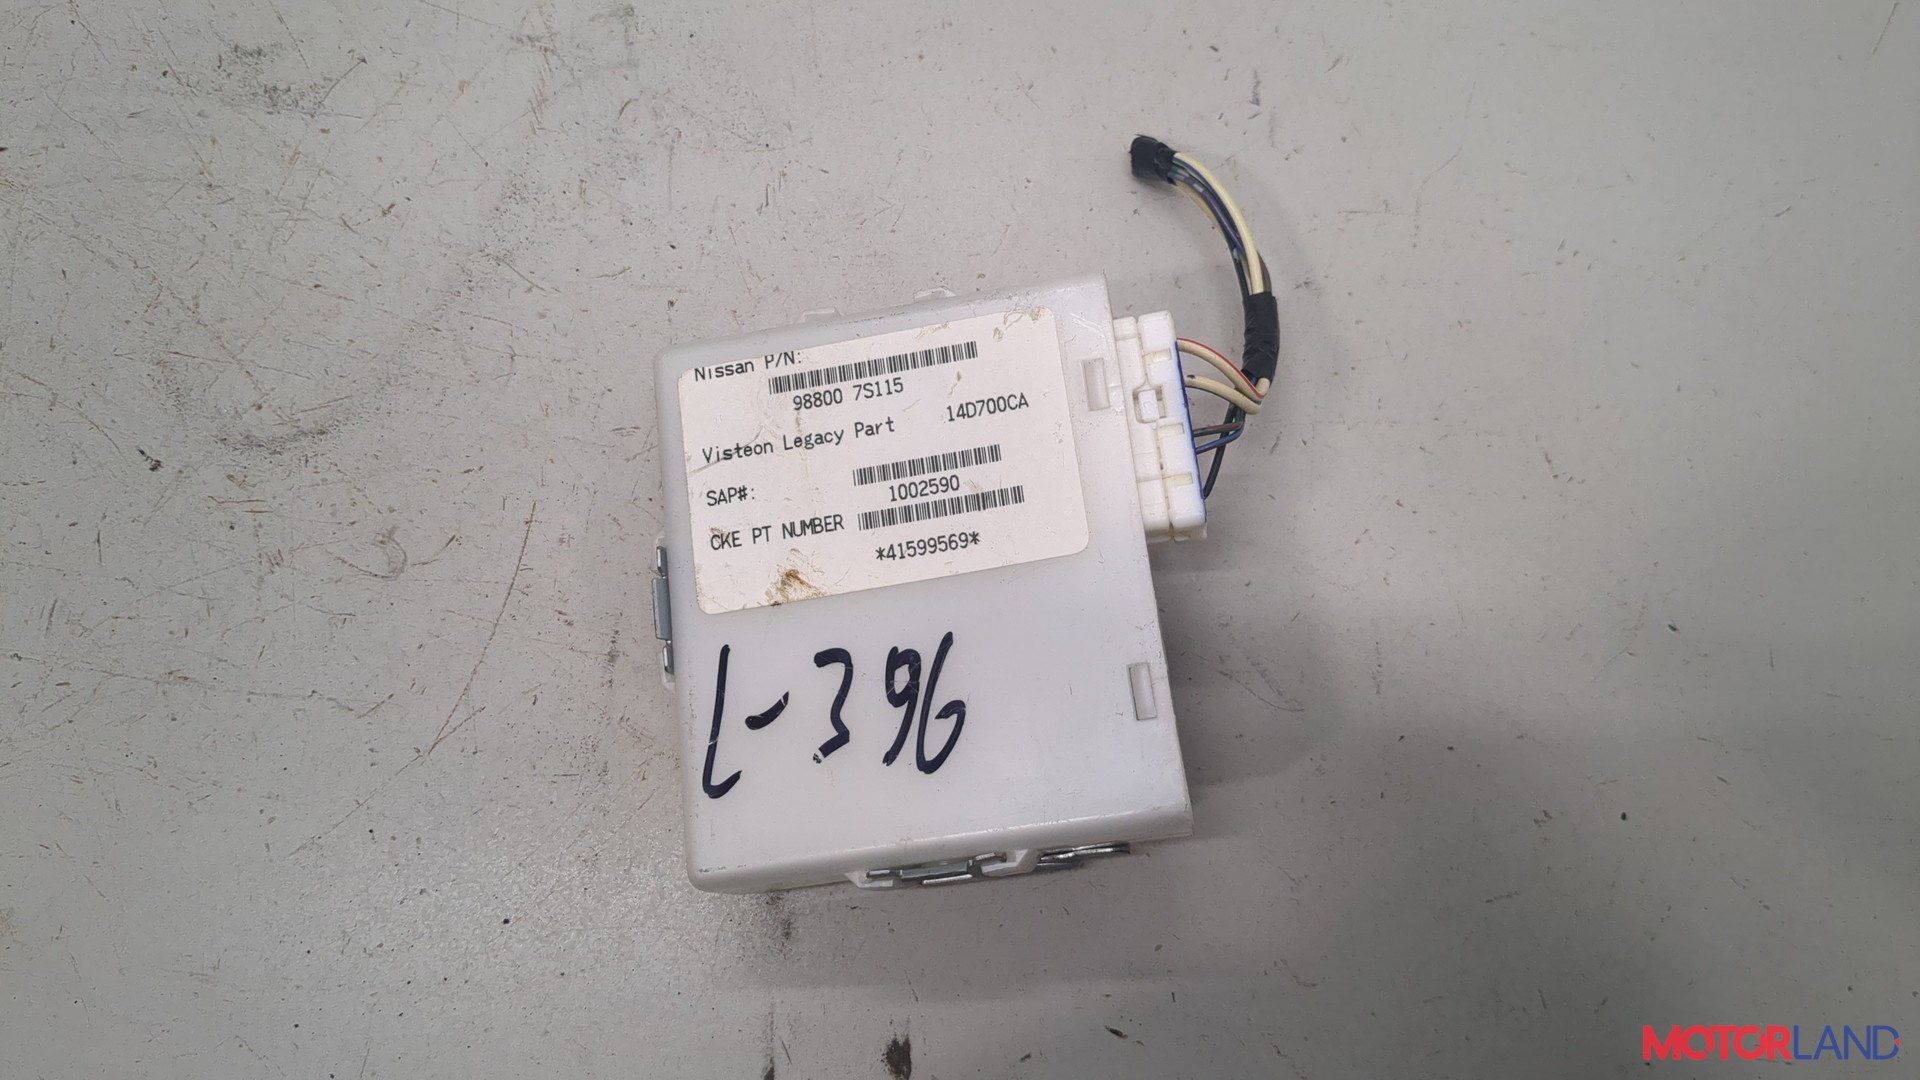 Nissan P/N:
98800 7S115
Visteon Legacy Part 14D700CA
SAP#:
1002590
CKE PT NUMBER
*41599569*
L-396
MOTORLAND